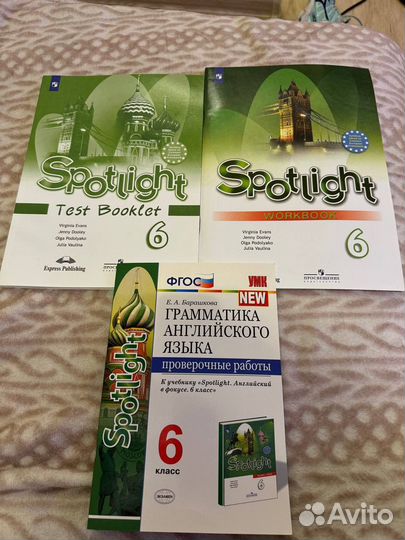 Spotlight
Test Booklet
6
Virginia Evans
Jenny Dooley
Olga Podolyako
Julia Vaulina
Express Publishing
ПРОСВЕЩЕНИЕ
Spotlight
WORKBOOK
6
Virginia Evans
Jenny Dooley
Olga Podolyako
Julia Vaulina
ПРОСВЕЩЕНИЕ
ФГОС
УМК
NEW
Е. А. Барашкова
ГРАММАТИКА
АНГЛИЙСКОГО
ЯЗЫКА
проверочные работы
К учебнику «Spotlight. Английский
в фокусе. 6 класс»
Spotlight
6
класс
ЭКЗАМЕН
Spotlight
6
Avito